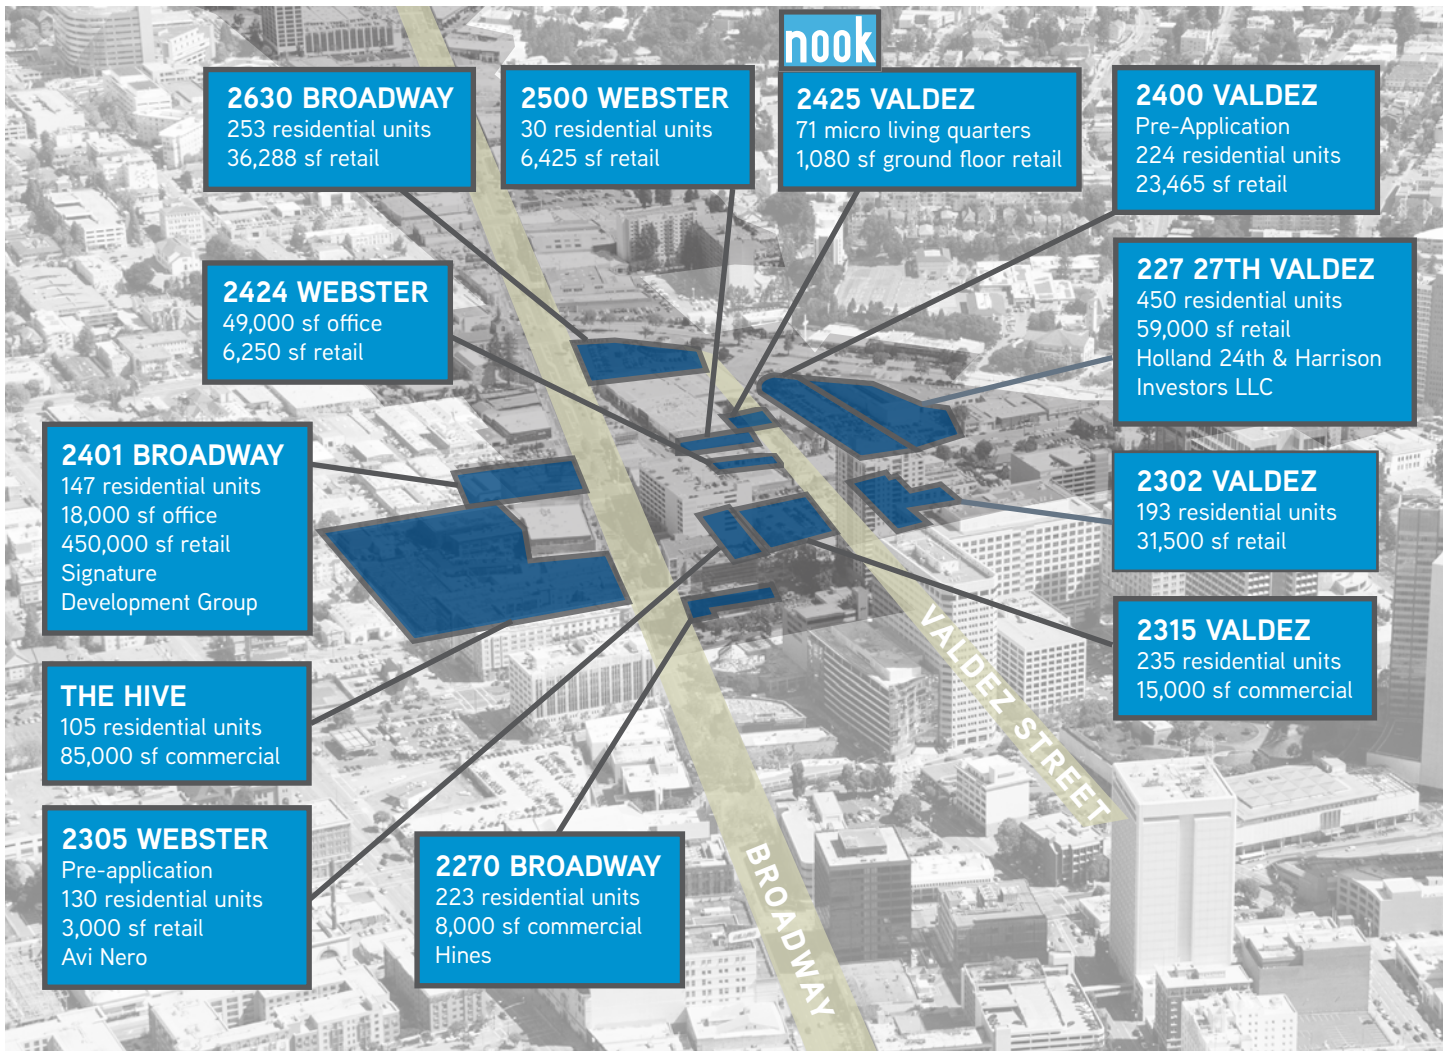 nook
2630 BROADWAY
253 residential units
36,288 sf retail
2500 WEBSTER
30 residential units
6,425 sf retail
2425 VALDEZ
71 micro living quarters
1,080 sf ground floor retail
2400 VALDEZ
Pre-Application
224 residential units
23,465 sf retail
2424 WEBSTER
49,000 sf office
6,250 sf retail
227 27TH VALDEZ
450 residential units
59,000 sf retail
Holland 24th & Harrison
Investors LLC
2401 BROADWAY
147 residential units
18,000 sf office
450,000 sf retail
Signature
Development Group
2302 VALDEZ
193 residential units
31,500 sf retail
2315 VALDEZ
235 residential units
15,000 sf commercial
THE HIVE
105 residential units
85,000 sf commercial
2305 WEBSTER
Pre-application
130 residential units
3,000 sf retail
Avi Nero
2270 BROADWAY
223 residential units
8,000 sf commercial
Hines
VALDEZ STREET
BROADWAY